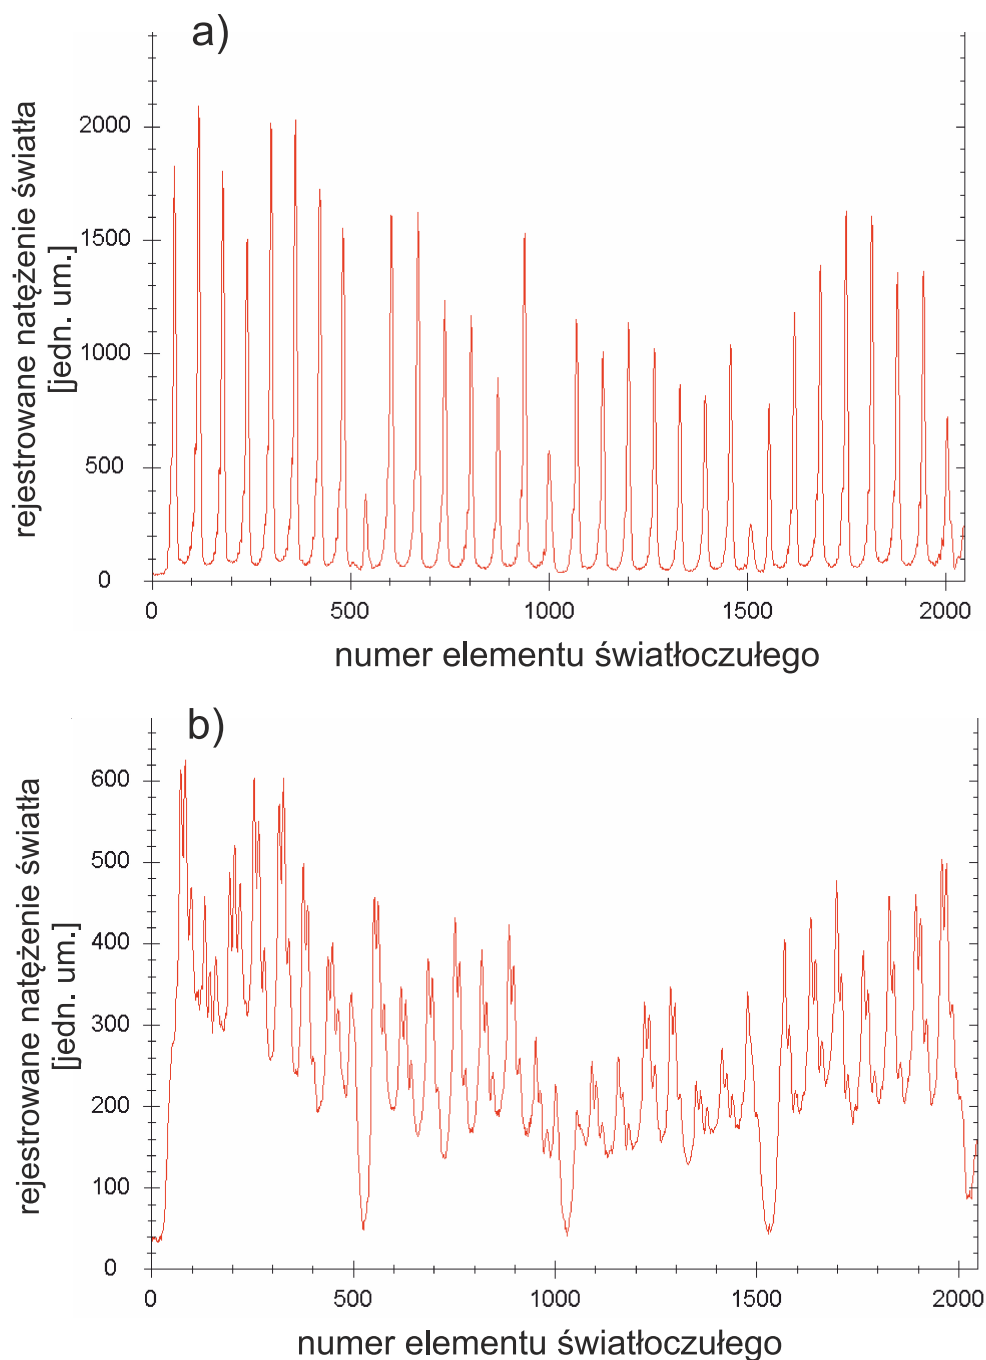 a)
rejestrowane natężenie światła
[jedn. um.]
2000
1500
1000
500
0
0 500 1000 1500 2000
numer elementu światłoczułego
b)
rejestrowane natężenie światła
[jedn. um.]
600
500
400
300
200
100
0
0 500 1000 1500 2000
numer elementu światłoczułego